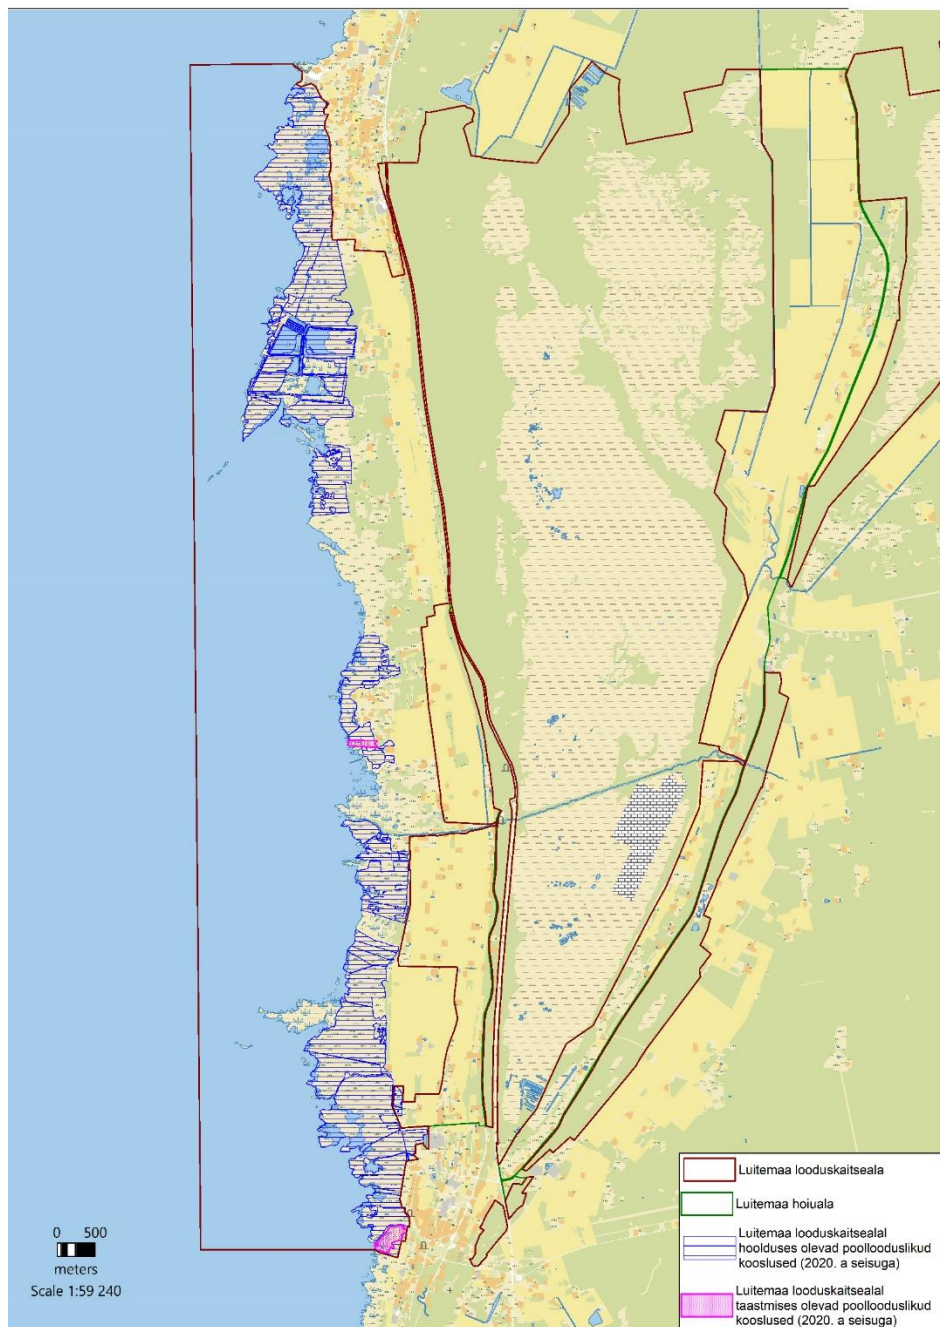 Luitemaa looduskaitseala
Luitemaa hoiuala
Luitemaa looduskaitsealal
hoolduses olevad poollooduslikud
kooslused (2020. a seisuga)
Luitemaa looduskaitsealal
taastmises olevad poollooduslikud
kooslused (2020. a seisuga)
0 500
meters
Scale 1:59 240